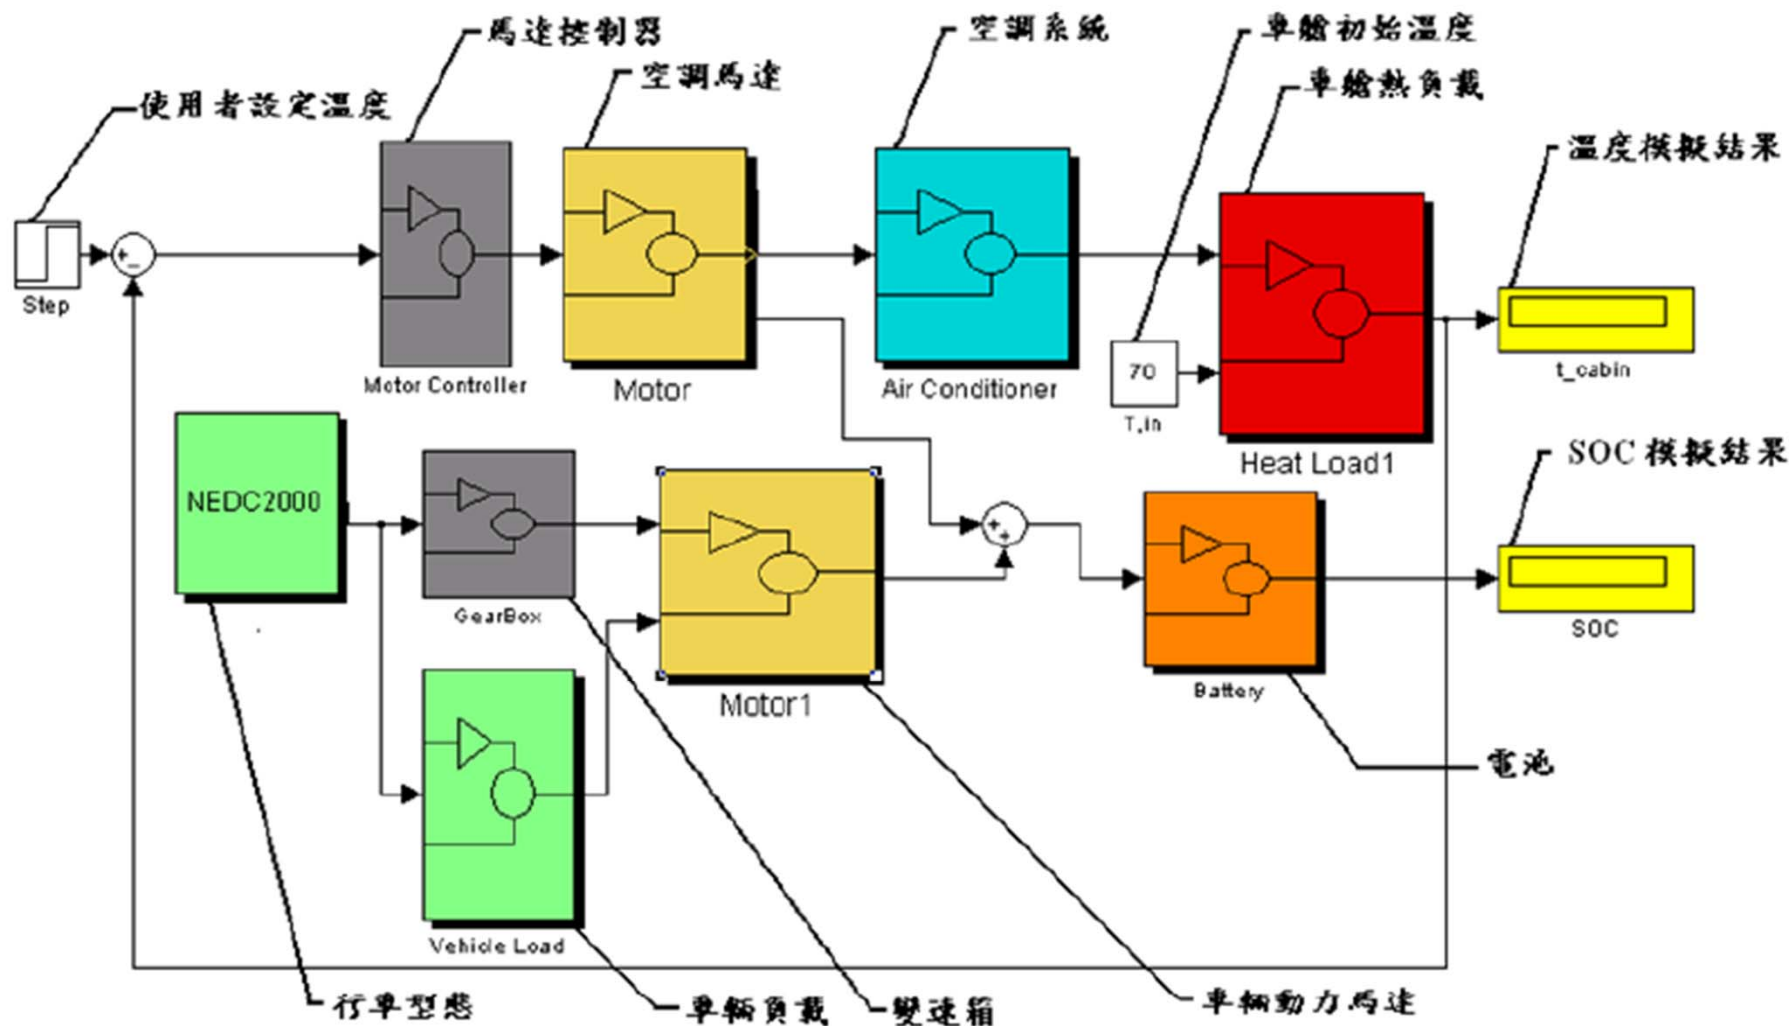 馬達控制器
空調系統
車艙初始溫度
空調馬達
車艙熱負載
使用者設定溫度
溫度模擬結果
+
−
Step
Motor Controller
Motor
Air Conditioner
70
T,in
t_cabin
Heat Load1
SOC 模擬結果
NEDC2000
+
+
GearBox
SOC
Motor1
Battery
電池
Vehicle Load
行車型態
車輛負載
變速箱
車輛動力馬達